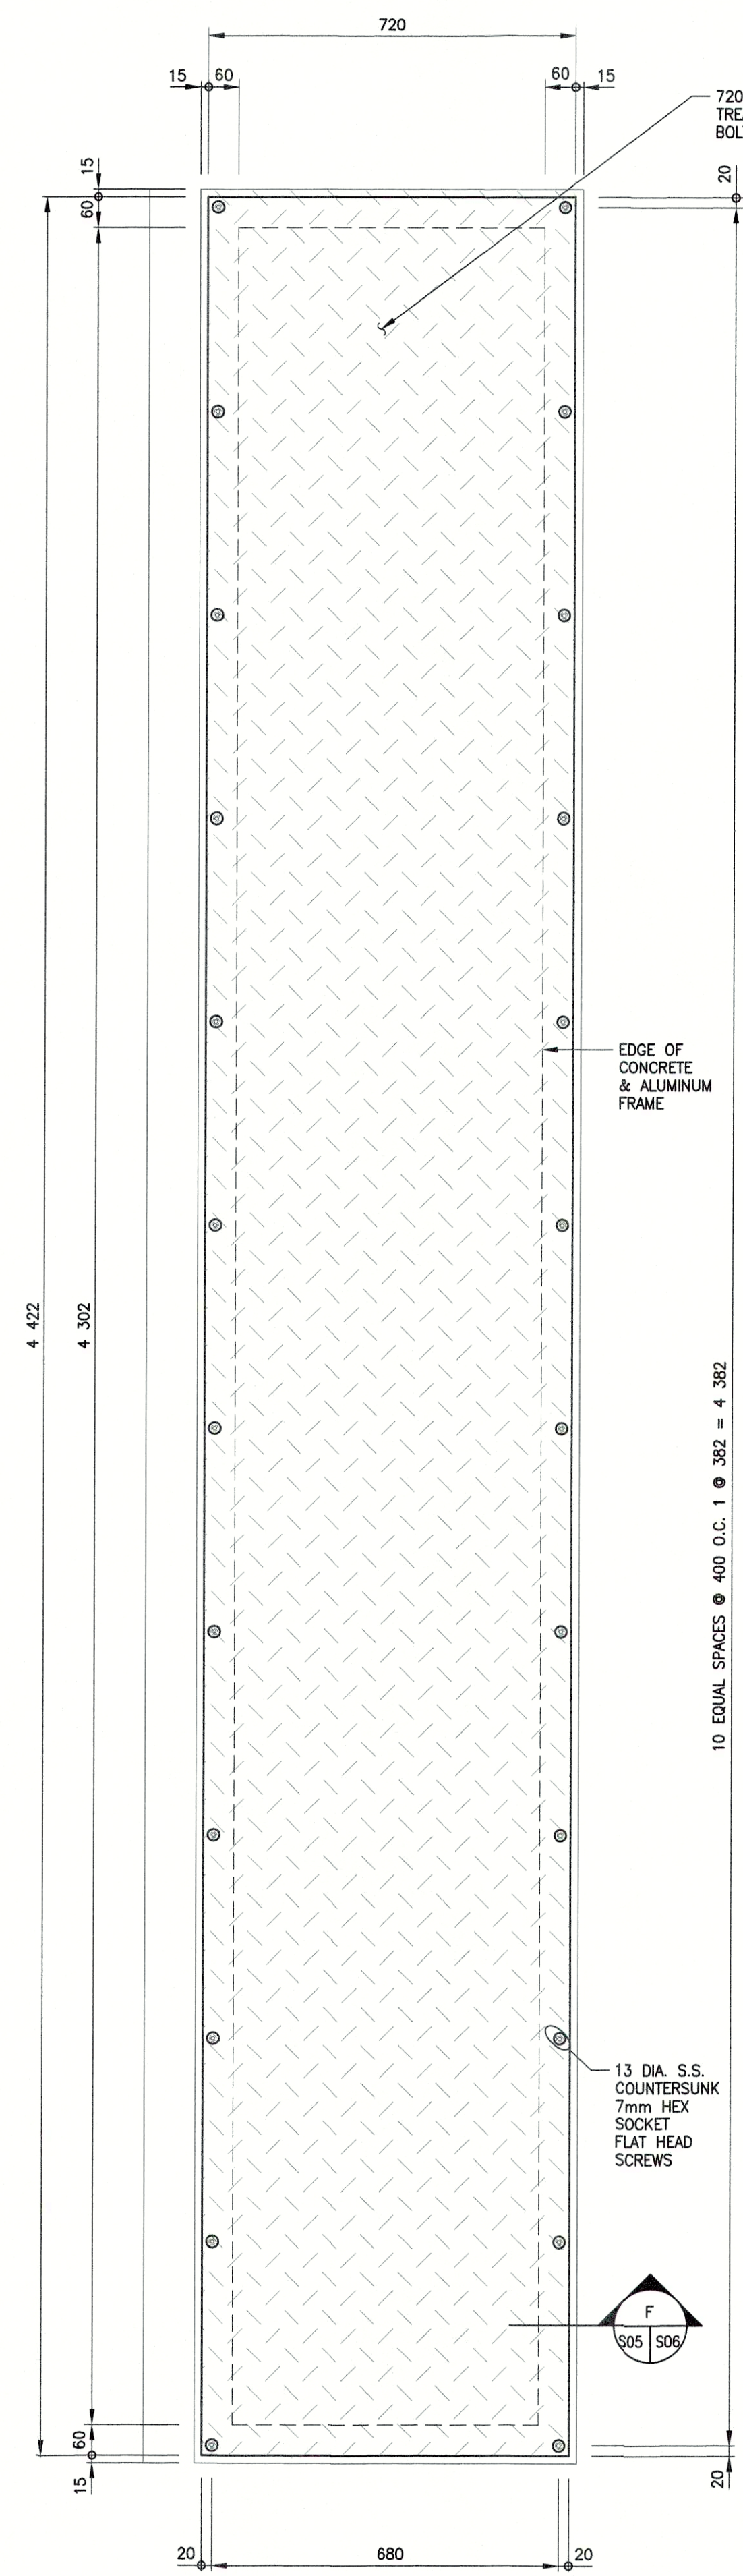 720
15 60 60 15
720
TRE
BOL
15
60
20
EDGE OF
CONCRETE
& ALUMINUM
FRAME
4 422
4 302
10 EQUAL SPACES @ 400 O.C. 1 @ 382 = 4 382
13 DIA. S.S.
COUNTERSUNK
7mm HEX
SOCKET
FLAT HEAD
SCREWS
F
S05 S06
60
15
20
20 680 20